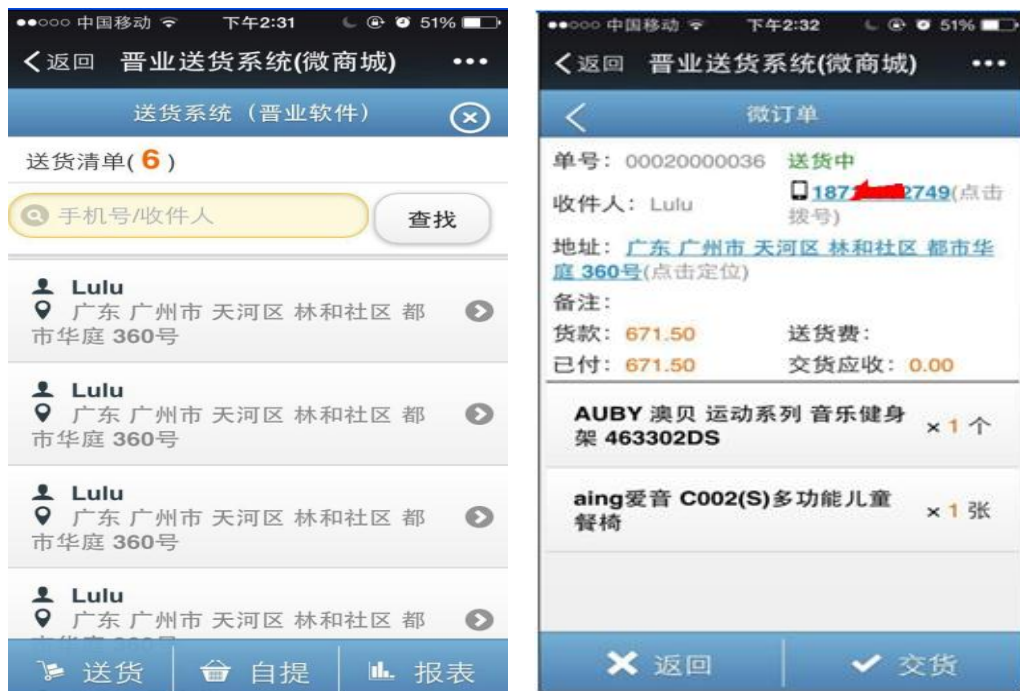 中国移动 下午2:31 51%
返回 晋业送货系统(微商城)
送货系统（晋业软件）
送货清单(6)
手机号/收件人 查找
Lulu
广东 广州市 天河区 林和社区 都
市华庭 360号
Lulu
广东 广州市 天河区 林和社区 都
市华庭 360号
Lulu
广东 广州市 天河区 林和社区 都
市华庭 360号
Lulu
广东 广州市 天河区 林和社区 都
送货 自提 报表
中国移动 下午2:32 51%
返回 晋业送货系统(微商城)
微订单
单号：00020000036 送货中
收件人：Lulu 187 2749(点击
拨号)
地址：广东 广州市 天河区 林和社区 都市华
庭 360号(点击定位)
备注：
货款：671.50 送货费：
已付：671.50 交货应收：0.00
AUBY 澳贝 运动系列 音乐健身
架 463302DS
×1 个
aing爱音 C002(S)多功能儿童
餐椅
×1 张
返回 交货